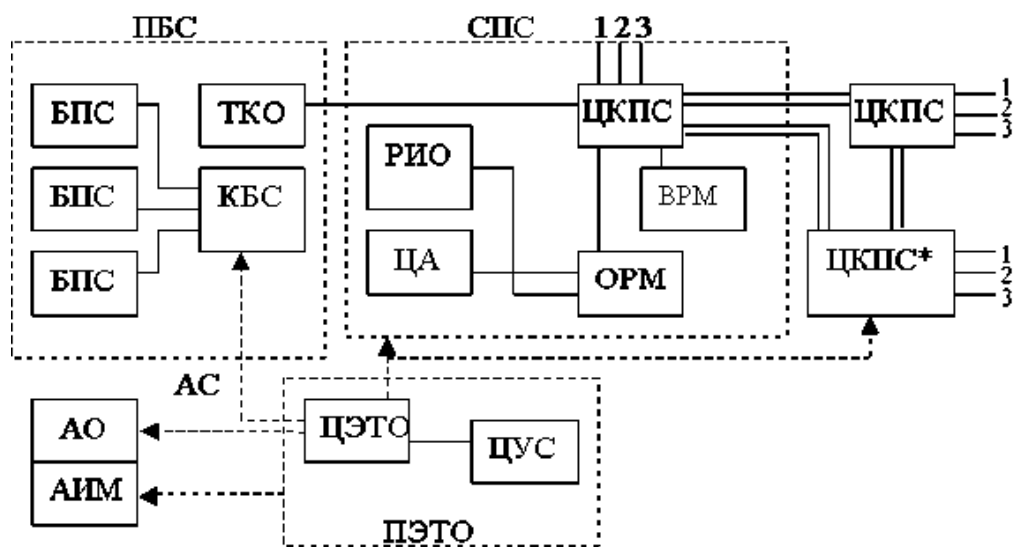 ПБС
СПС
1 2 3
БПС
ТКО
ЦКПС
ЦКПС
1
2
3
РИО
БПС
КБС
ВРМ
БПС
ЦА
ОРМ
ЦКПС*
1
2
3
АС
АО
ЦЭТО
ЦУС
АИМ
ПЭТО